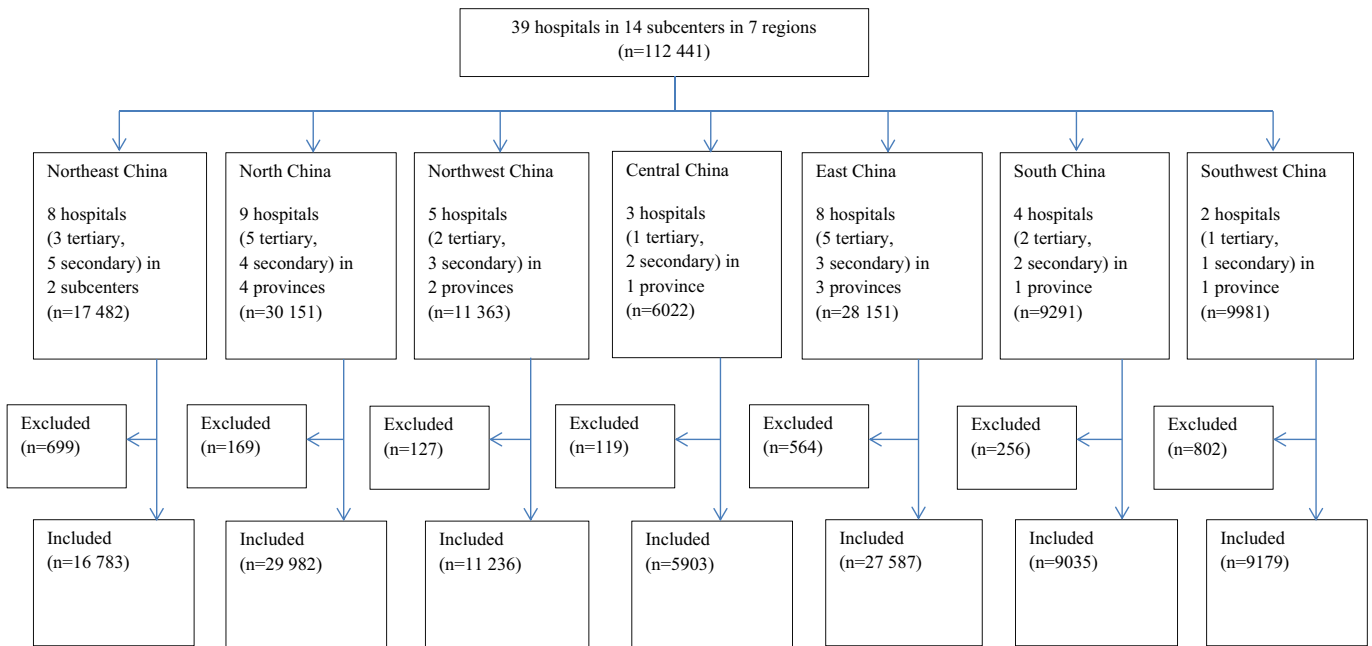 39 hospitals in 14 subcenters in 7 regions
(n=112 441)
Northeast China
8 hospitals
(3 tertiary,
5 secondary) in
2 subcenters
(n=17 482)
North China
9 hospitals
(5 tertiary,
4 secondary) in
4 provinces
(n=30 151)
Northwest China
5 hospitals
(2 tertiary,
3 secondary) in
2 provinces
(n=11 363)
Central China
3 hospitals
(1 tertiary,
2 secondary) in
1 province
(n=6022)
East China
8 hospitals
(5 tertiary,
3 secondary) in
3 provinces
(n=28 151)
South China
4 hospitals
(2 tertiary,
2 secondary) in
1 province
(n=9291)
Southwest China
2 hospitals
(1 tertiary,
1 secondary) in
1 province
(n=9981)
Excluded
(n=699)
Excluded
(n=169)
Excluded
(n=127)
Excluded
(n=119)
Excluded
(n=564)
Excluded
(n=256)
Excluded
(n=802)
Included
(n=16 783)
Included
(n=29 982)
Included
(n=11 236)
Included
(n=5903)
Included
(n=27 587)
Included
(n=9035)
Included
(n=9179)